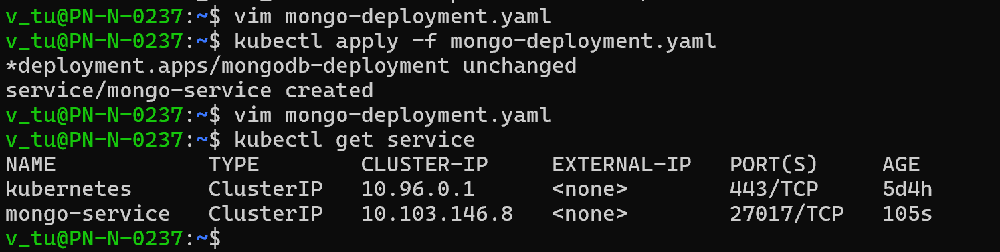 v_tu@PN-N-0237:~$ vim mongo-deployment.yaml
v_tu@PN-N-0237:~$ kubectl apply -f mongo-deployment.yaml
*deployment.apps/mongodb-deployment unchanged
service/mongo-service created
v_tu@PN-N-0237:~$ vim mongo-deployment.yaml
v_tu@PN-N-0237:~$ kubectl get service
NAME            TYPE        CLUSTER-IP     EXTERNAL-IP   PORT(S)     AGE
kubernetes      ClusterIP   10.96.0.1      <none>        443/TCP     5d4h
mongo-service   ClusterIP   10.103.146.8   <none>        27017/TCP   105s
v_tu@PN-N-0237:~$